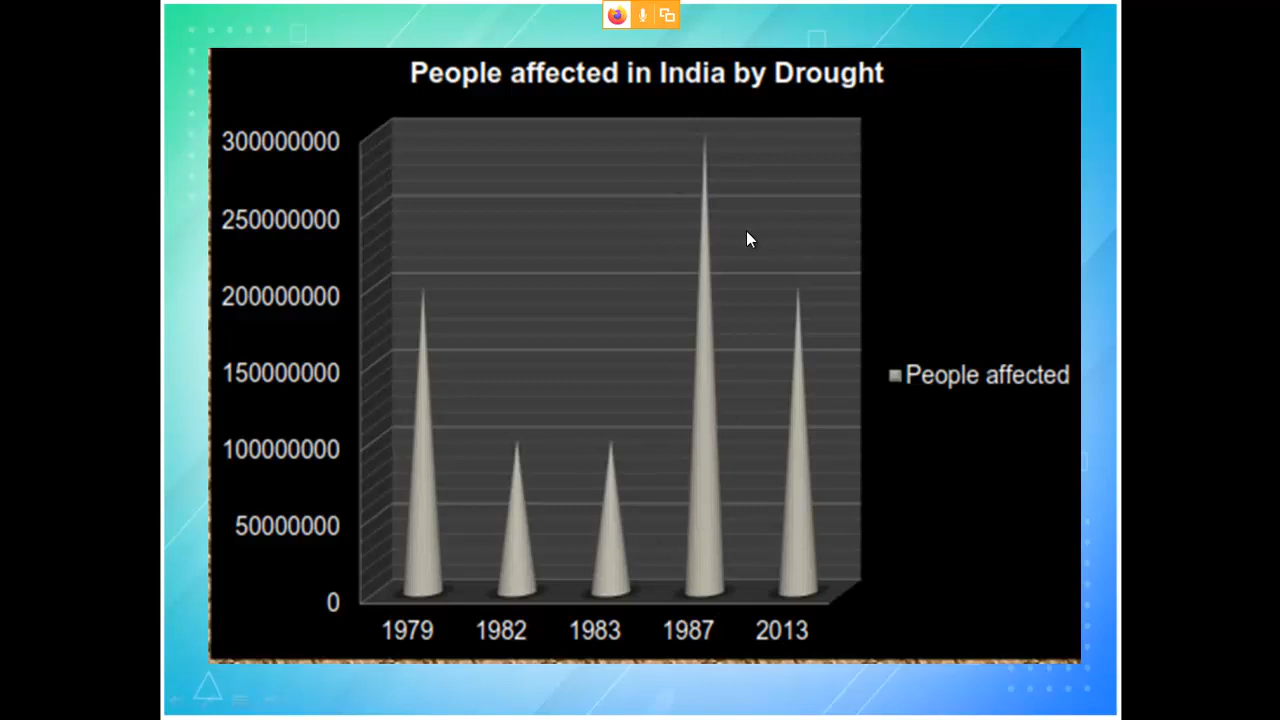 People affected in India by Drought
300000000
250000000
200000000
150000000
100000000
50000000
0
1979 1982 1983 1987 2013
People affected